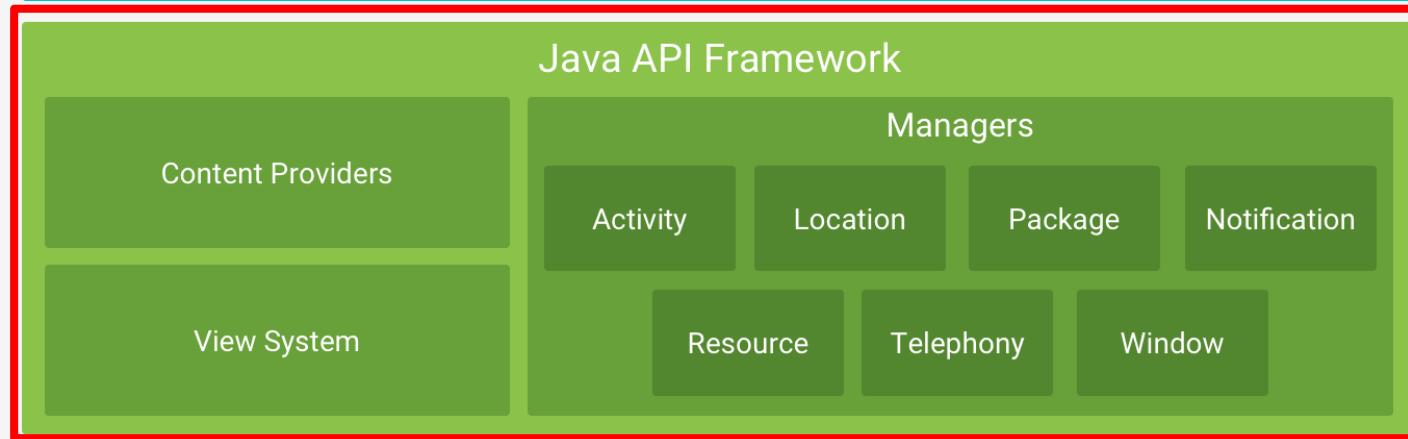 Java API Framework
Content Providers
View System
Managers
Activity
Location
Package
Notification
Resource
Telephony
Window